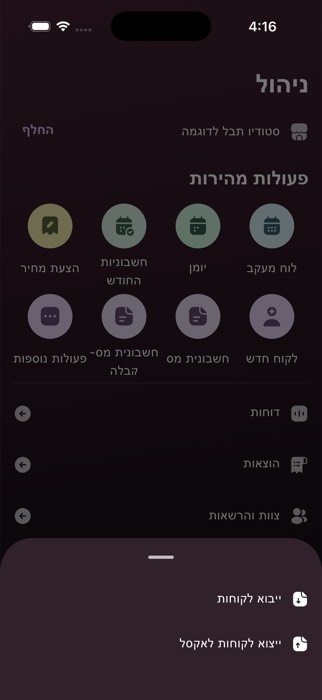 4:16
ניהול
סטודיו תבל לדוגמה
החלף
פעולות מהירות
לוח מעקב
יומן
חשבוניות
החודש
הצעת מחיר
לקוח חדש
חשבונית מס
חשבונית מס-
קבלה
פעולות נוספות
דוחות
הוצאות
צוות והרשאות
ייבוא לקוחות
ייצוא לקוחות לאקסל